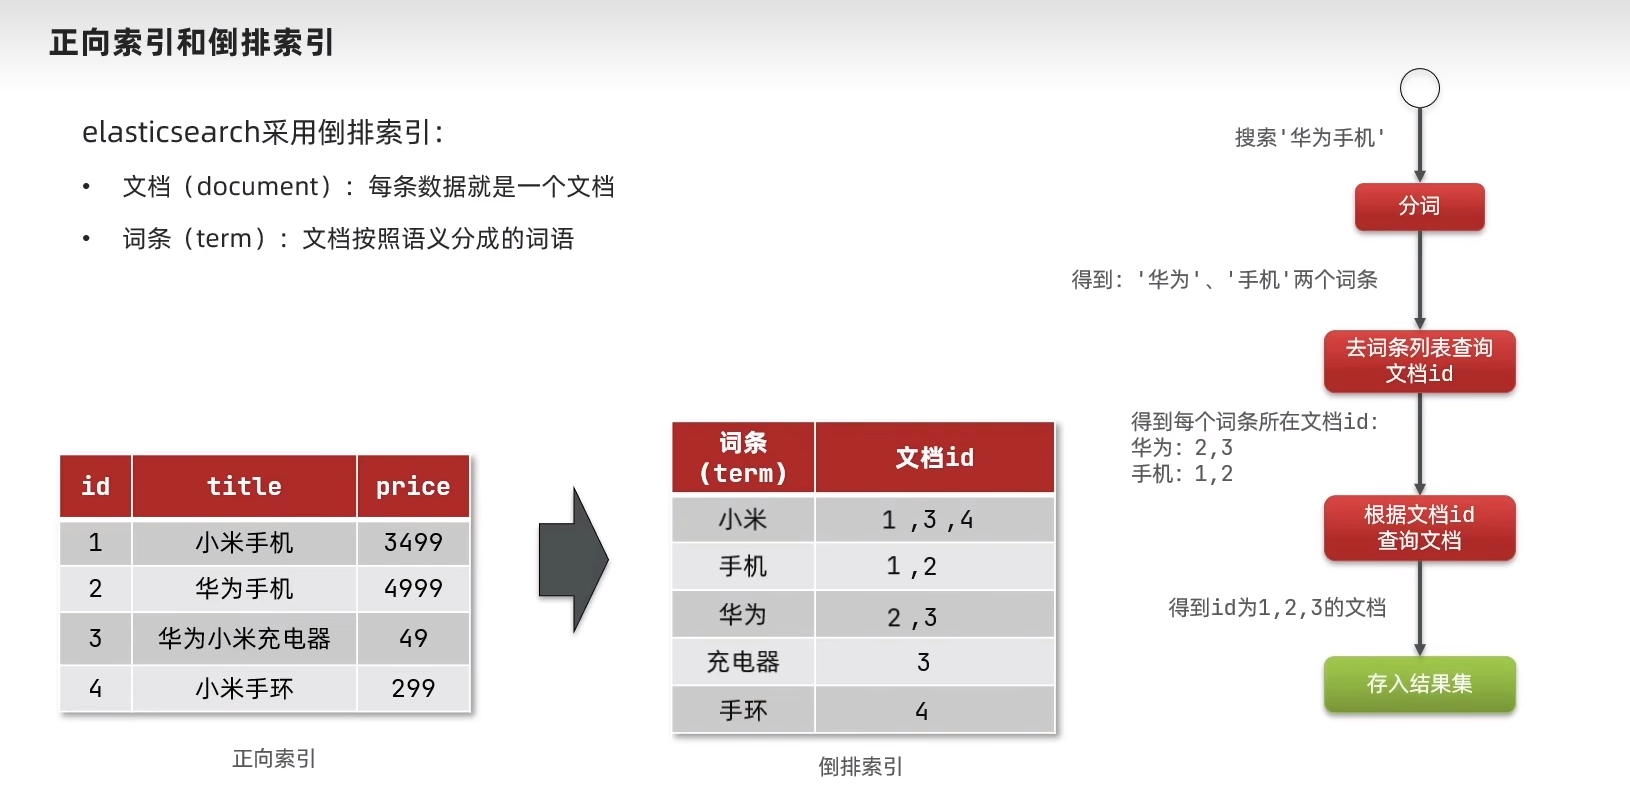 正向索引和倒排索引
elasticsearch采用倒排索引：
• 文档（document）：每条数据就是一个文档
• 词条（term）：文档按照语义分成的词语
id title price
1 小米手机 3499
2 华为手机 4999
3 华为小米充电器 49
4 小米手环 299
正向索引
词条
(term)
文档id
小米 1 ,3 ,4
手机 1 ,2
华为 2 ,3
充电器 3
手环 4
倒排索引
搜索'华为手机'
分词
得到：'华为'、'手机'两个词条
去词条列表查询
文档id
得到每个词条所在文档id：
华为：2,3
手机：1,2
根据文档id
查询文档
得到id为1,2,3的文档
存入结果集